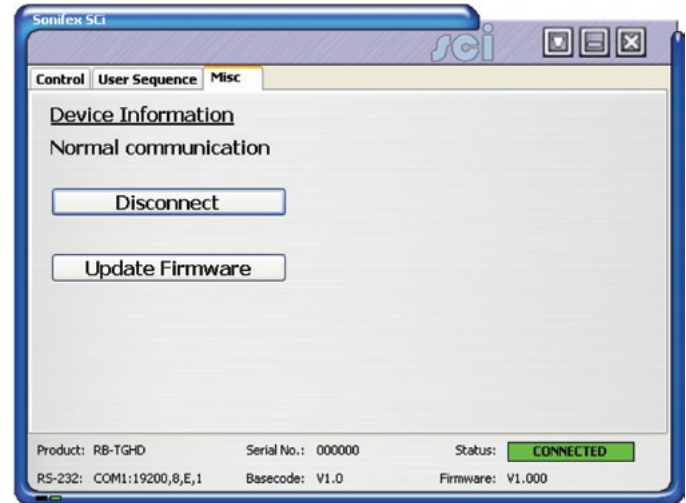 Sonifex SCi
sci
Control User Sequence Misc
Device Information
Normal communication
Disconnect
Update Firmware
Product: RB-TGHD Serial No.: 000000 Status: CONNECTED
RS-232: COM1:19200,8,E,1 Basecode: V1.0 Firmware: V1.000